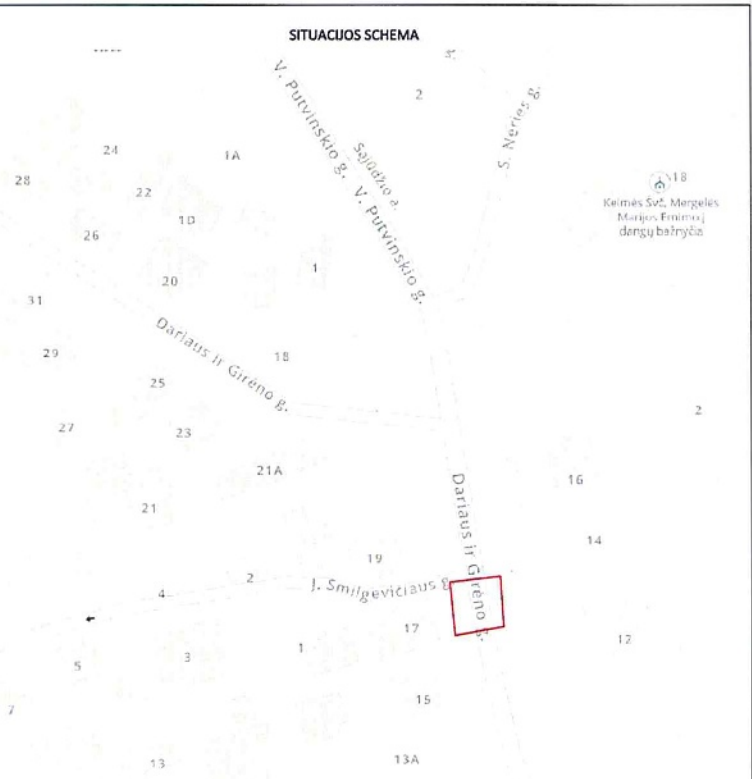 SITUACIJOS SCHEMA
2
V. Putvinskio g.
Sąjūdžio a.
V. Putvinskio g.
S. Nėries g.
24
1A
28
22
1D
26
18
Kelmės Švč. Mergelės
Marijos Ėmimo į
dangų bažnyčia
1
20
31
Dariaus ir Girėno g.
29
18
25
27
23
2
21A
16
21
Dariaus ir Girėno g.
14
19
2
J. Smilgevičiaus g.
4
17
12
1
3
5
7
15
13
13A